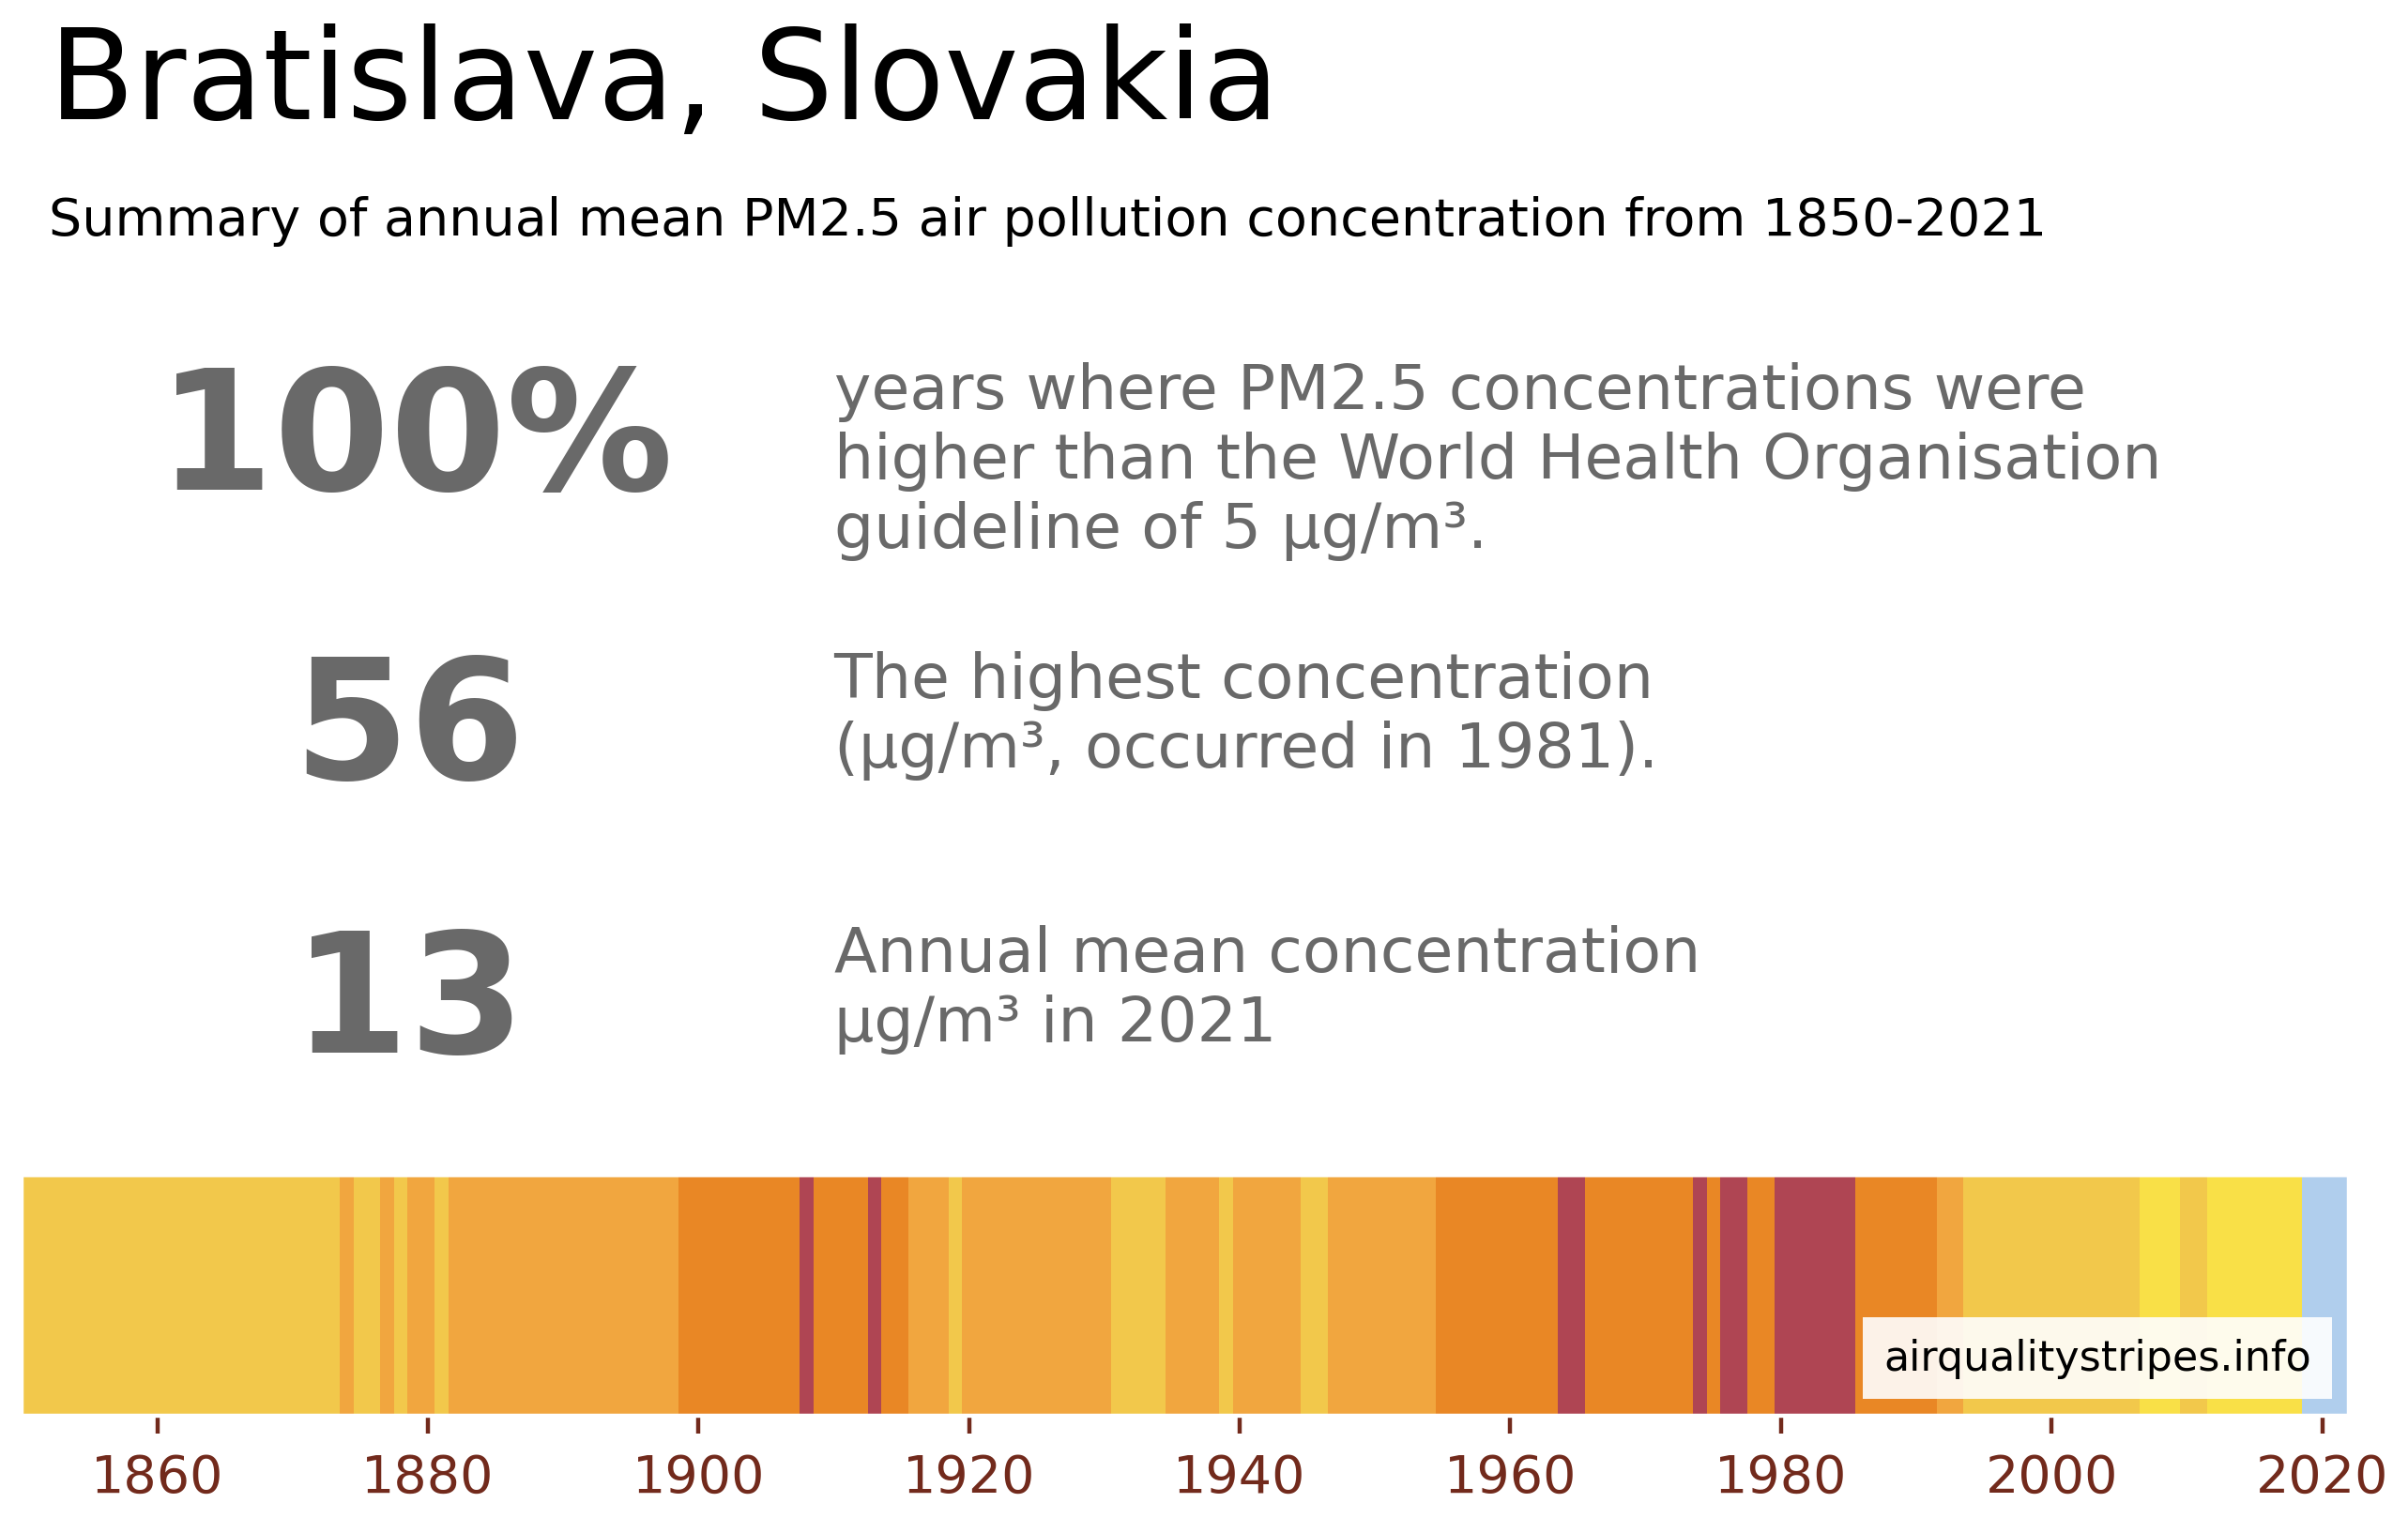 Bratislava, Slovakia
Summary of annual mean PM2.5 air pollution concentration from 1850-2021
100%
years where PM2.5 concentrations were
higher than the World Health Organisation
guideline of 5 µg/m³.
56
The highest concentration
(µg/m³, occurred in 1981).
13
Annual mean concentration
µg/m³ in 2021
airqualitystripes.info
1860 1880 1900 1920 1940 1960 1980 2000 2020